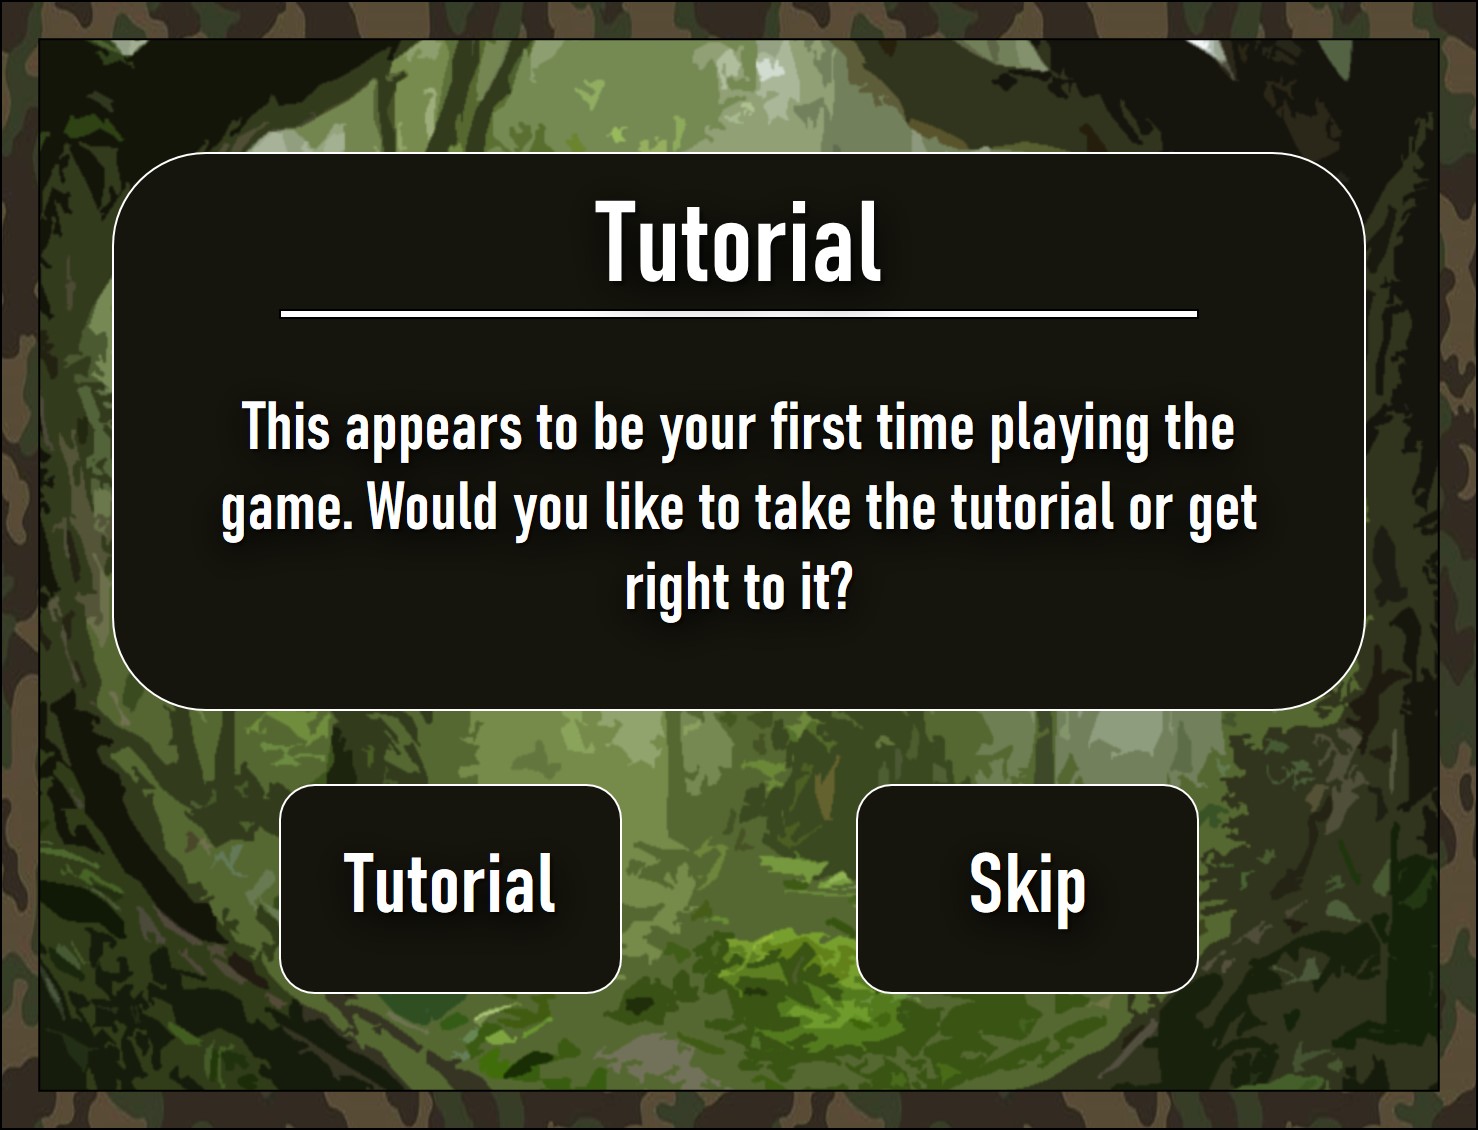 Tutorial
This appears to be your first time playing the
game. Would you like to take the tutorial or get
right to it?
Tutorial
Skip